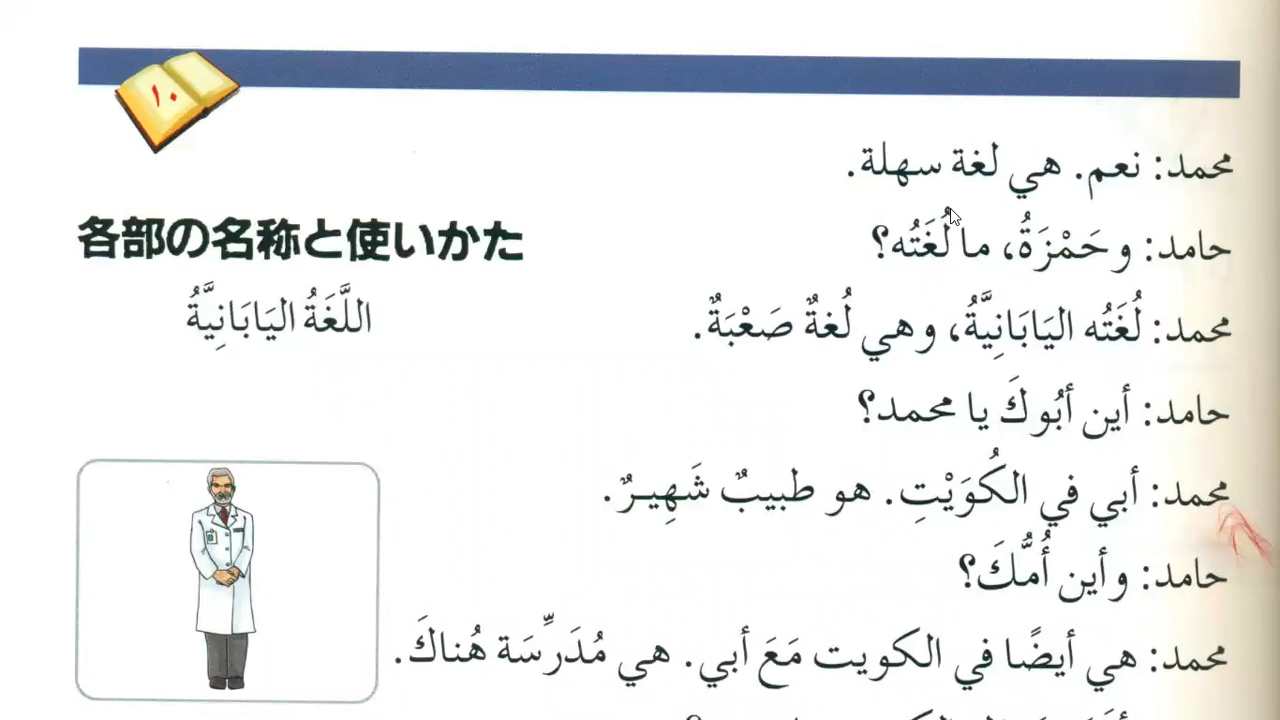 ١٠
محمد: نعم. هي لغة سهلة.
حامد: وحَمْزَةُ، ما لُغَتُه؟
محمد: لُغَتُه اليَابَانِيَّةُ، وهي لُغةٌ صَعْبَةٌ.
حامد: أين أبُوكَ يا محمد؟
محمد: أبي في الكُوَيْتِ. هو طبيبٌ شَهِيرٌ.
حامد: وأين أُمُّكَ؟
محمد: هي أيضًا في الكويت مَعَ أبي. هي مُدَرِّسَة هُناكَ.
各部の名称と使いかた
اللَّغَةُ اليَابَانِيَّةُ